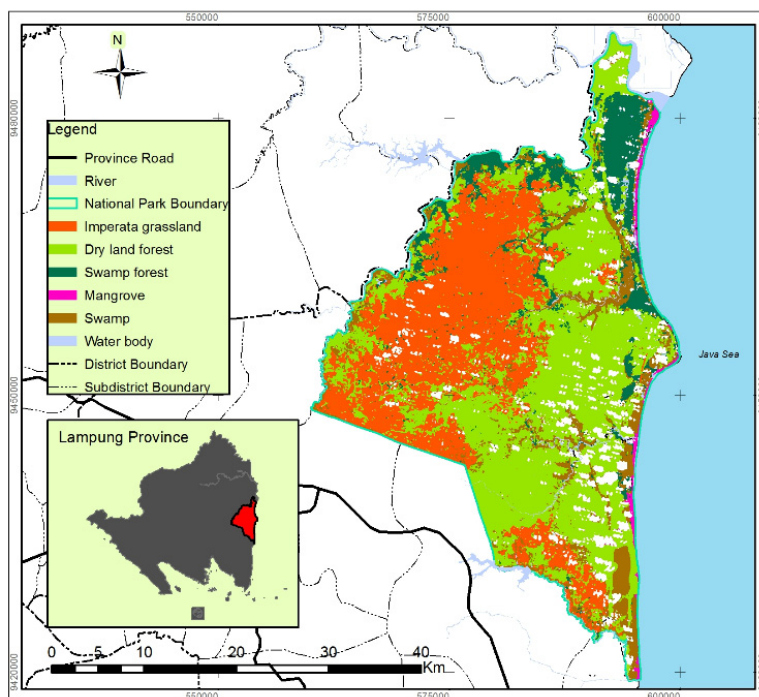 550000 575000 600000
N
9480000 9480000
Legend
Province Road
River
National Park Boundary
Imperata grassland
Dry land forest
Swamp forest
Mangrove
Swamp
Water body
District Boundary
Subdistrict Boundary
Java Sea
9460000
Lampung Province
0 5 10 20 30 40
Km
9420000
550000 575000 600000